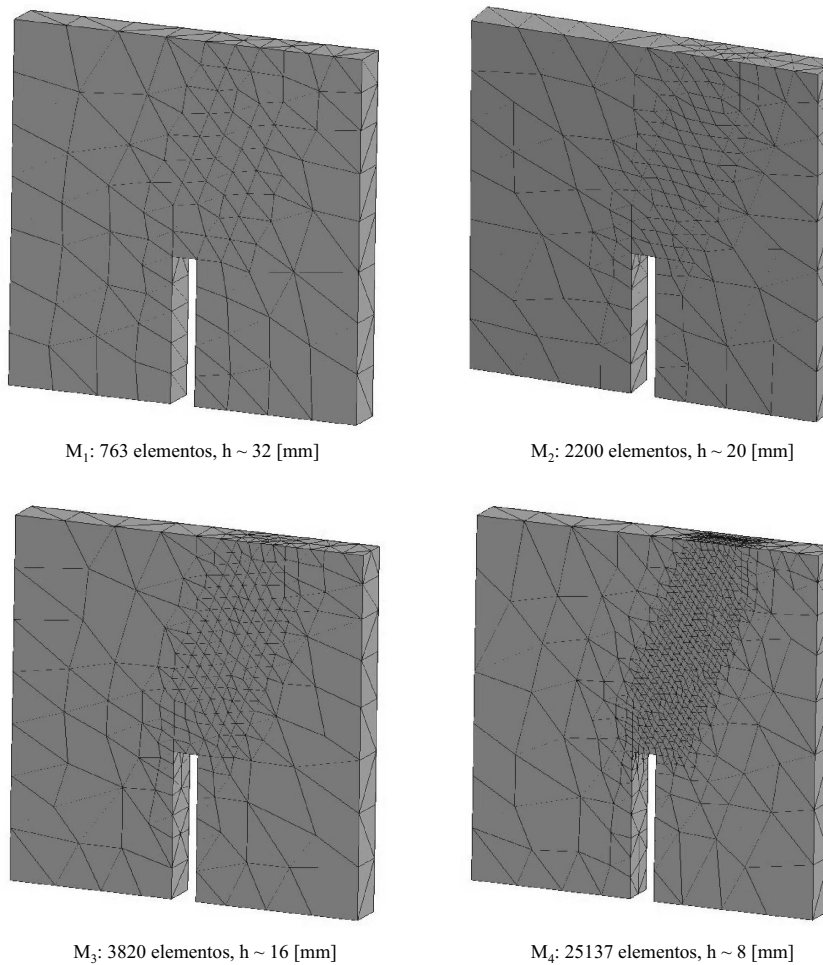 M₁: 763 elementos, h ~ 32 [mm]
M₂: 2200 elementos, h ~ 20 [mm]
M₃: 3820 elementos, h ~ 16 [mm]
M₄: 25137 elementos, h ~ 8 [mm]